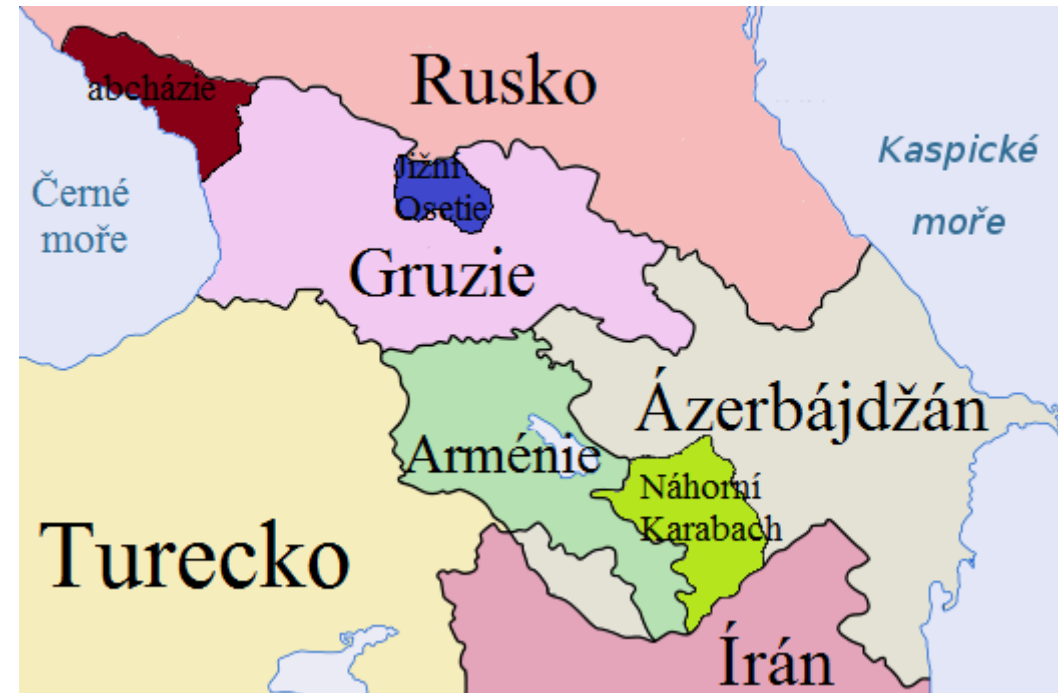 abcházie
Rusko
Kaspické
moře
Jižní
Osetie
Černé
moře
Gruzie
Ázerbájdžán
Arménie
Náhorní
Karabach
Turecko
Írán